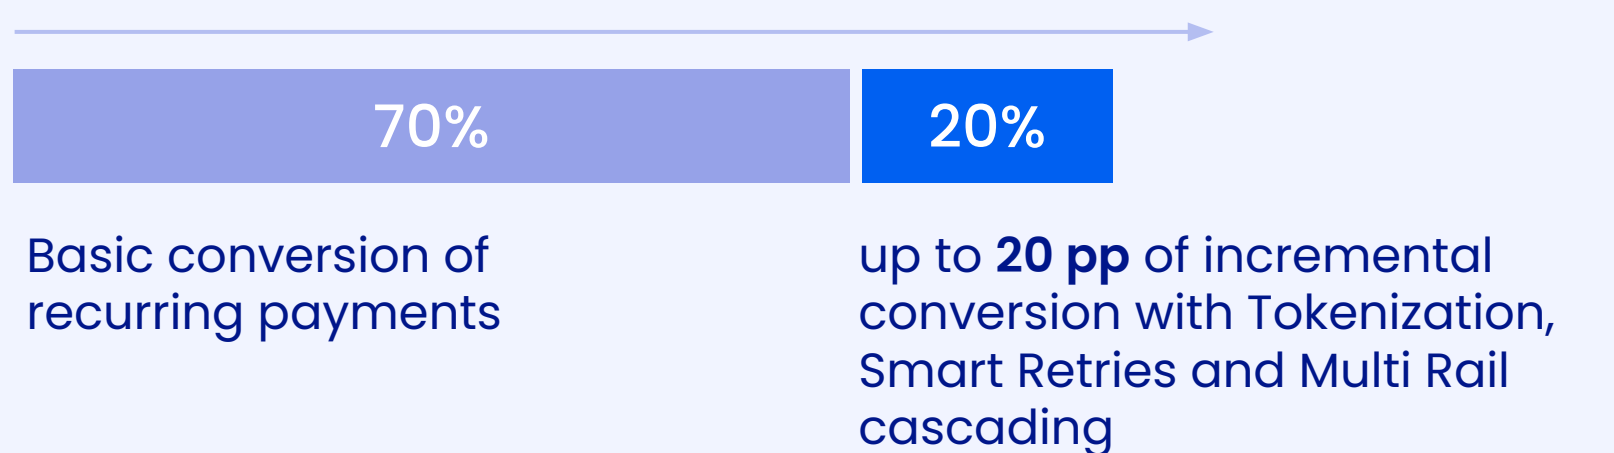 70%
20%
Basic conversion of
recurring payments
up to 20 pp of incremental
conversion with Tokenization,
Smart Retries and Multi Rail
cascading